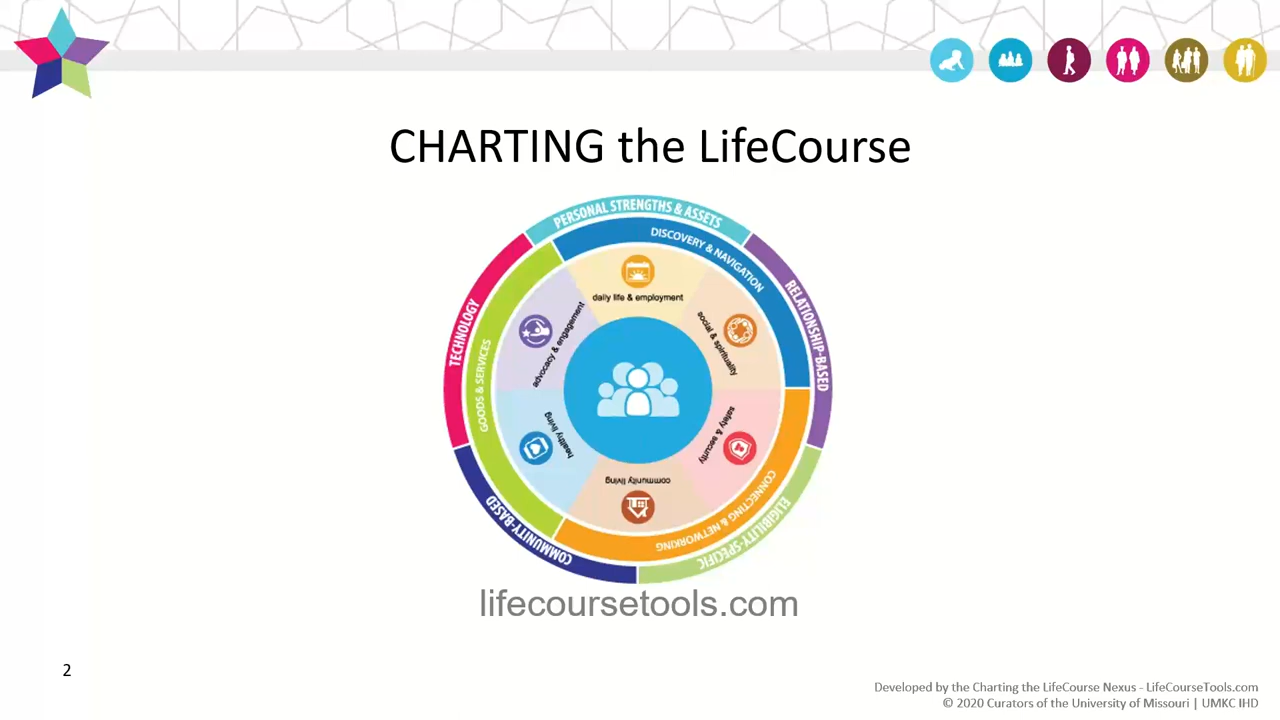 CHARTING the LifeCourse
PERSONAL STRENGTHS & ASSETS
DISCOVERY & NAVIGATION
TECHNOLOGY
RELATIONSHIP-BASED
GOODS & SERVICES
daily life & employment
advocacy & engagement
social & spirituality
healthy living
safety & security
community living
CONNECTING & NETWORKING
COMMUNITY-BASED
ELIGIBILITY-SPECIFIC
lifecoursetools.com
2
Developed by the Charting the LifeCourse Nexus - LifeCourseTools.com
© 2020 Curators of the University of Missouri | UMKC IHD